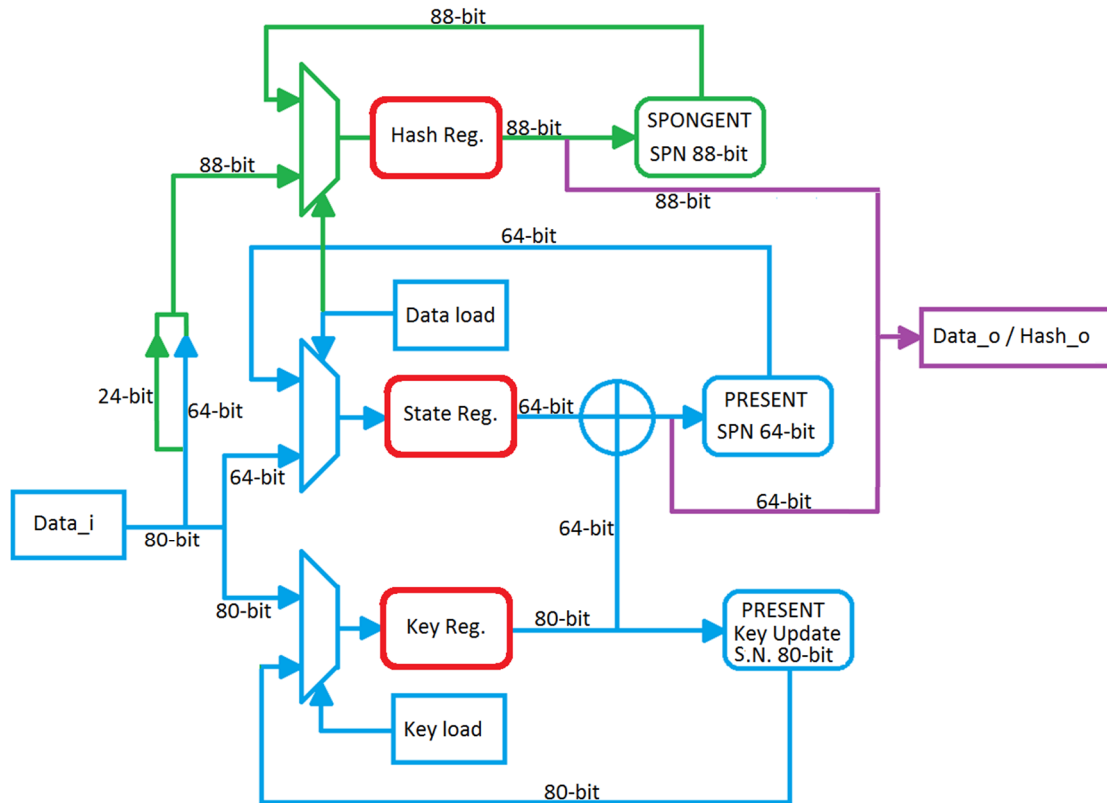 88-bit
Hash Reg.
88-bit
SPONGENT
SPN 88-bit
88-bit
88-bit
64-bit
Data load
Data_o / Hash_o
24-bit
64-bit
State Reg.
64-bit
PRESENT
SPN 64-bit
64-bit
64-bit
Data_i
80-bit
64-bit
80-bit
Key Reg.
80-bit
PRESENT
Key Update
S.N. 80-bit
Key load
80-bit